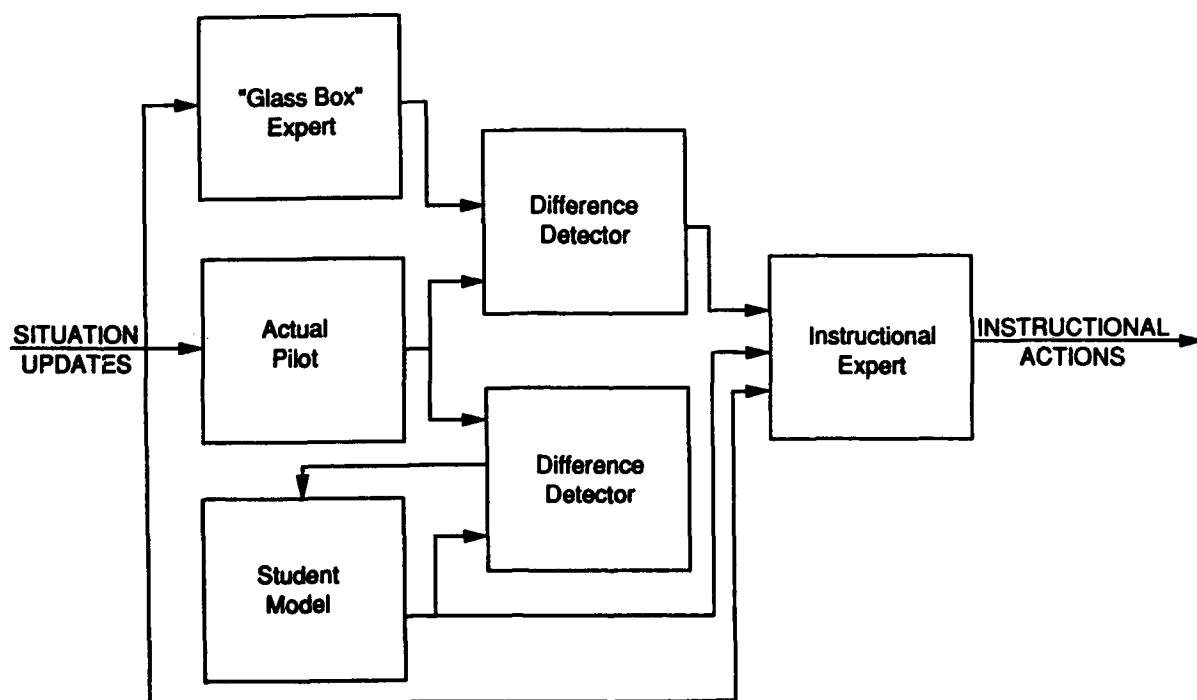 "Glass Box"
Expert
Difference
Detector
SITUATION
UPDATES
Actual
Pilot
Instructional
Expert
INSTRUCTIONAL
ACTIONS
Difference
Detector
Student
Model